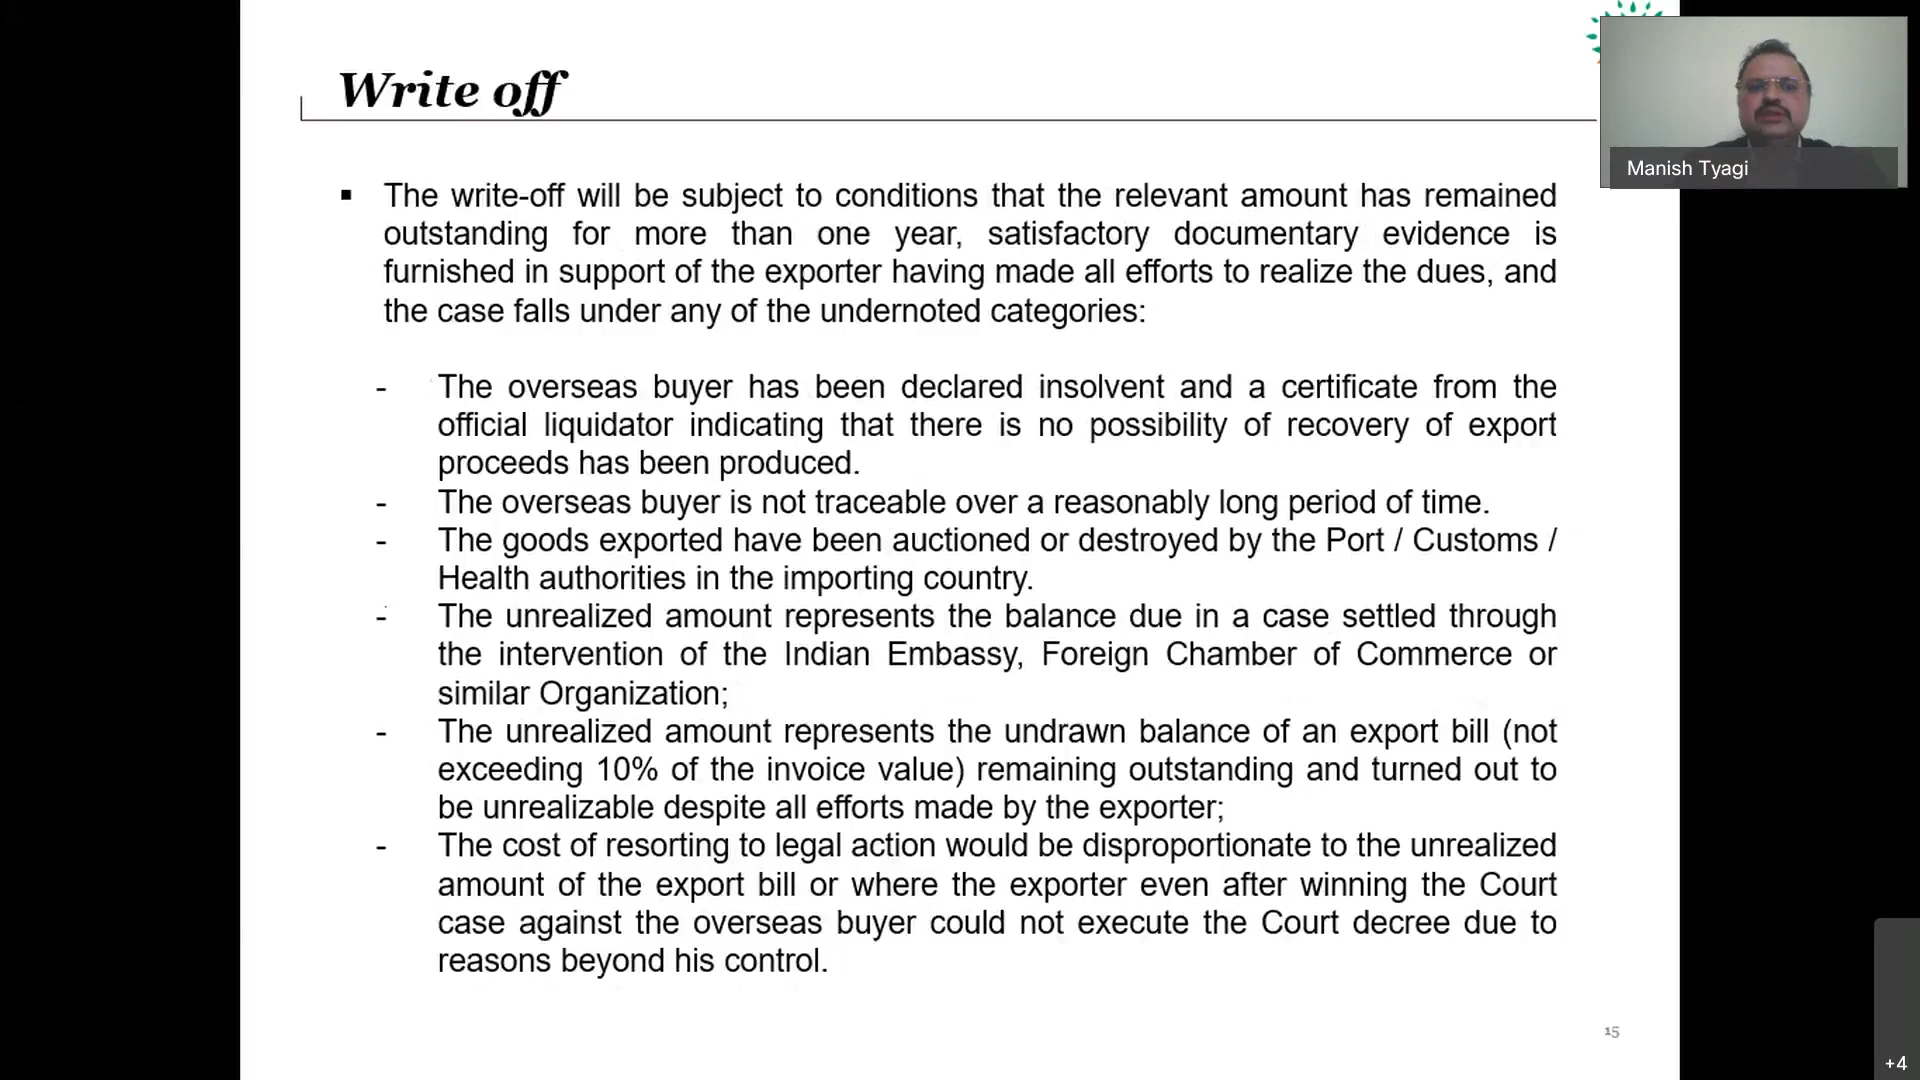 Write off
Manish Tyagi
▪ The write-off will be subject to conditions that the relevant amount has remained
outstanding for more than one year, satisfactory documentary evidence is
furnished in support of the exporter having made all efforts to realize the dues, and
the case falls under any of the undernoted categories:
- The overseas buyer has been declared insolvent and a certificate from the
official liquidator indicating that there is no possibility of recovery of export
proceeds has been produced.
- The overseas buyer is not traceable over a reasonably long period of time.
- The goods exported have been auctioned or destroyed by the Port / Customs /
Health authorities in the importing country.
- The unrealized amount represents the balance due in a case settled through
the intervention of the Indian Embassy, Foreign Chamber of Commerce or
similar Organization;
- The unrealized amount represents the undrawn balance of an export bill (not
exceeding 10% of the invoice value) remaining outstanding and turned out to
be unrealizable despite all efforts made by the exporter;
- The cost of resorting to legal action would be disproportionate to the unrealized
amount of the export bill or where the exporter even after winning the Court
case against the overseas buyer could not execute the Court decree due to
reasons beyond his control.
15
+4